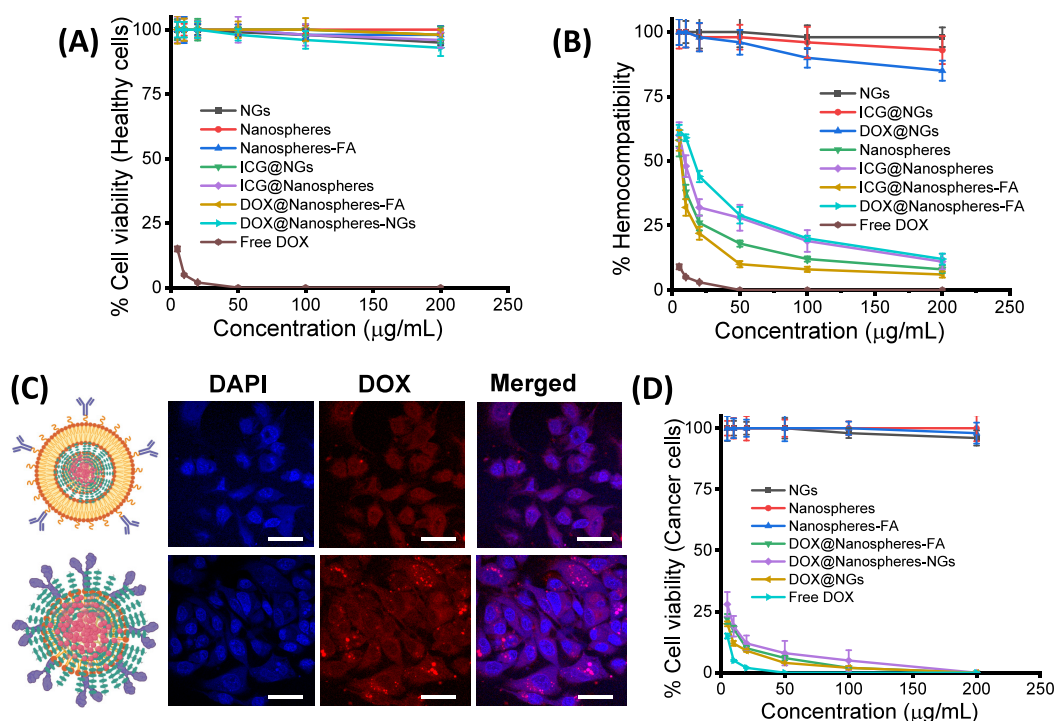 (A)
% Cell viability (Healthy cells)
100
75
50
25
0
NGs
Nanospheres
Nanospheres-FA
ICG@NGs
ICG@Nanospheres
DOX@Nanospheres-FA
DOX@Nanospheres-NGs
Free DOX
0 50 100 150 200 250
Concentration (μg/mL)
(B)
% Hemocompatibility
100
75
50
25
0
NGs
ICG@NGs
DOX@NGs
Nanospheres
ICG@Nanospheres
ICG@Nanospheres-FA
DOX@Nanospheres-FA
Free DOX
0 50 100 150 200 250
Concentration (μg/mL)
(C)
DAPI DOX Merged
(D)
% Cell viability (Cancer cells)
100
75
50
25
0
NGs
Nanospheres
Nanospheres-FA
DOX@Nanospheres-FA
DOX@Nanospheres-NGs
DOX@NGs
Free DOX
0 50 100 150 200 250
Concentration (μg/mL)